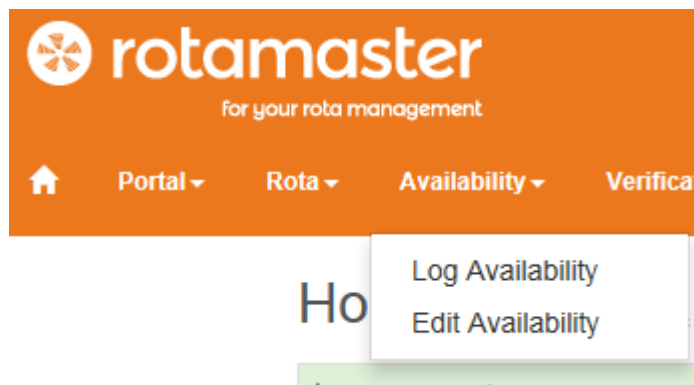 rotamaster
for your rota management
Portal Rota Availability
Log Availability
Edit Availability